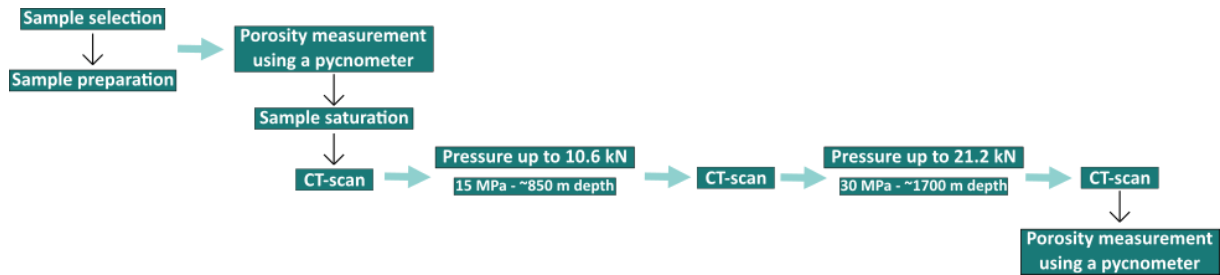 Sample selection
Sample preparation
Porosity measurement
using a pycnometer
Sample saturation
CT-scan
Pressure up to 10.6 kN
15 MPa - ~850 m depth
CT-scan
Pressure up to 21.2 kN
30 MPa - ~1700 m depth
CT-scan
Porosity measurement
using a pycnometer